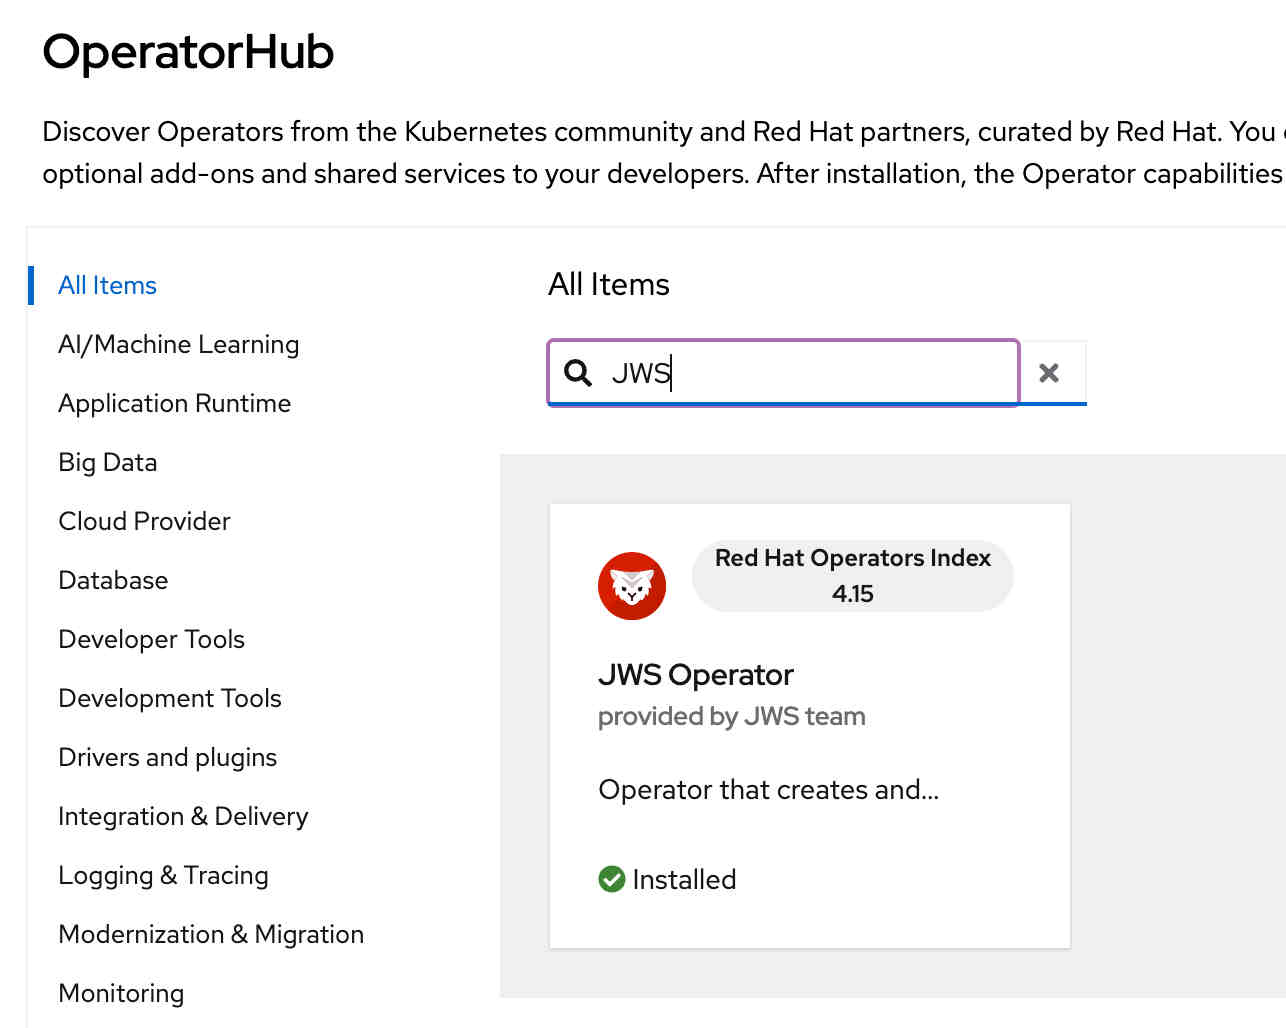 OperatorHub
Discover Operators from the Kubernetes community and Red Hat partners, curated by Red Hat. You
optional add-ons and shared services to your developers. After installation, the Operator capabilities
All Items
AI/Machine Learning
Application Runtime
Big Data
Cloud Provider
Database
Developer Tools
Development Tools
Drivers and plugins
Integration & Delivery
Logging & Tracing
Modernization & Migration
Monitoring
All Items
JWS
Red Hat Operators Index
4.15
JWS Operator
provided by JWS team
Operator that creates and...
Installed